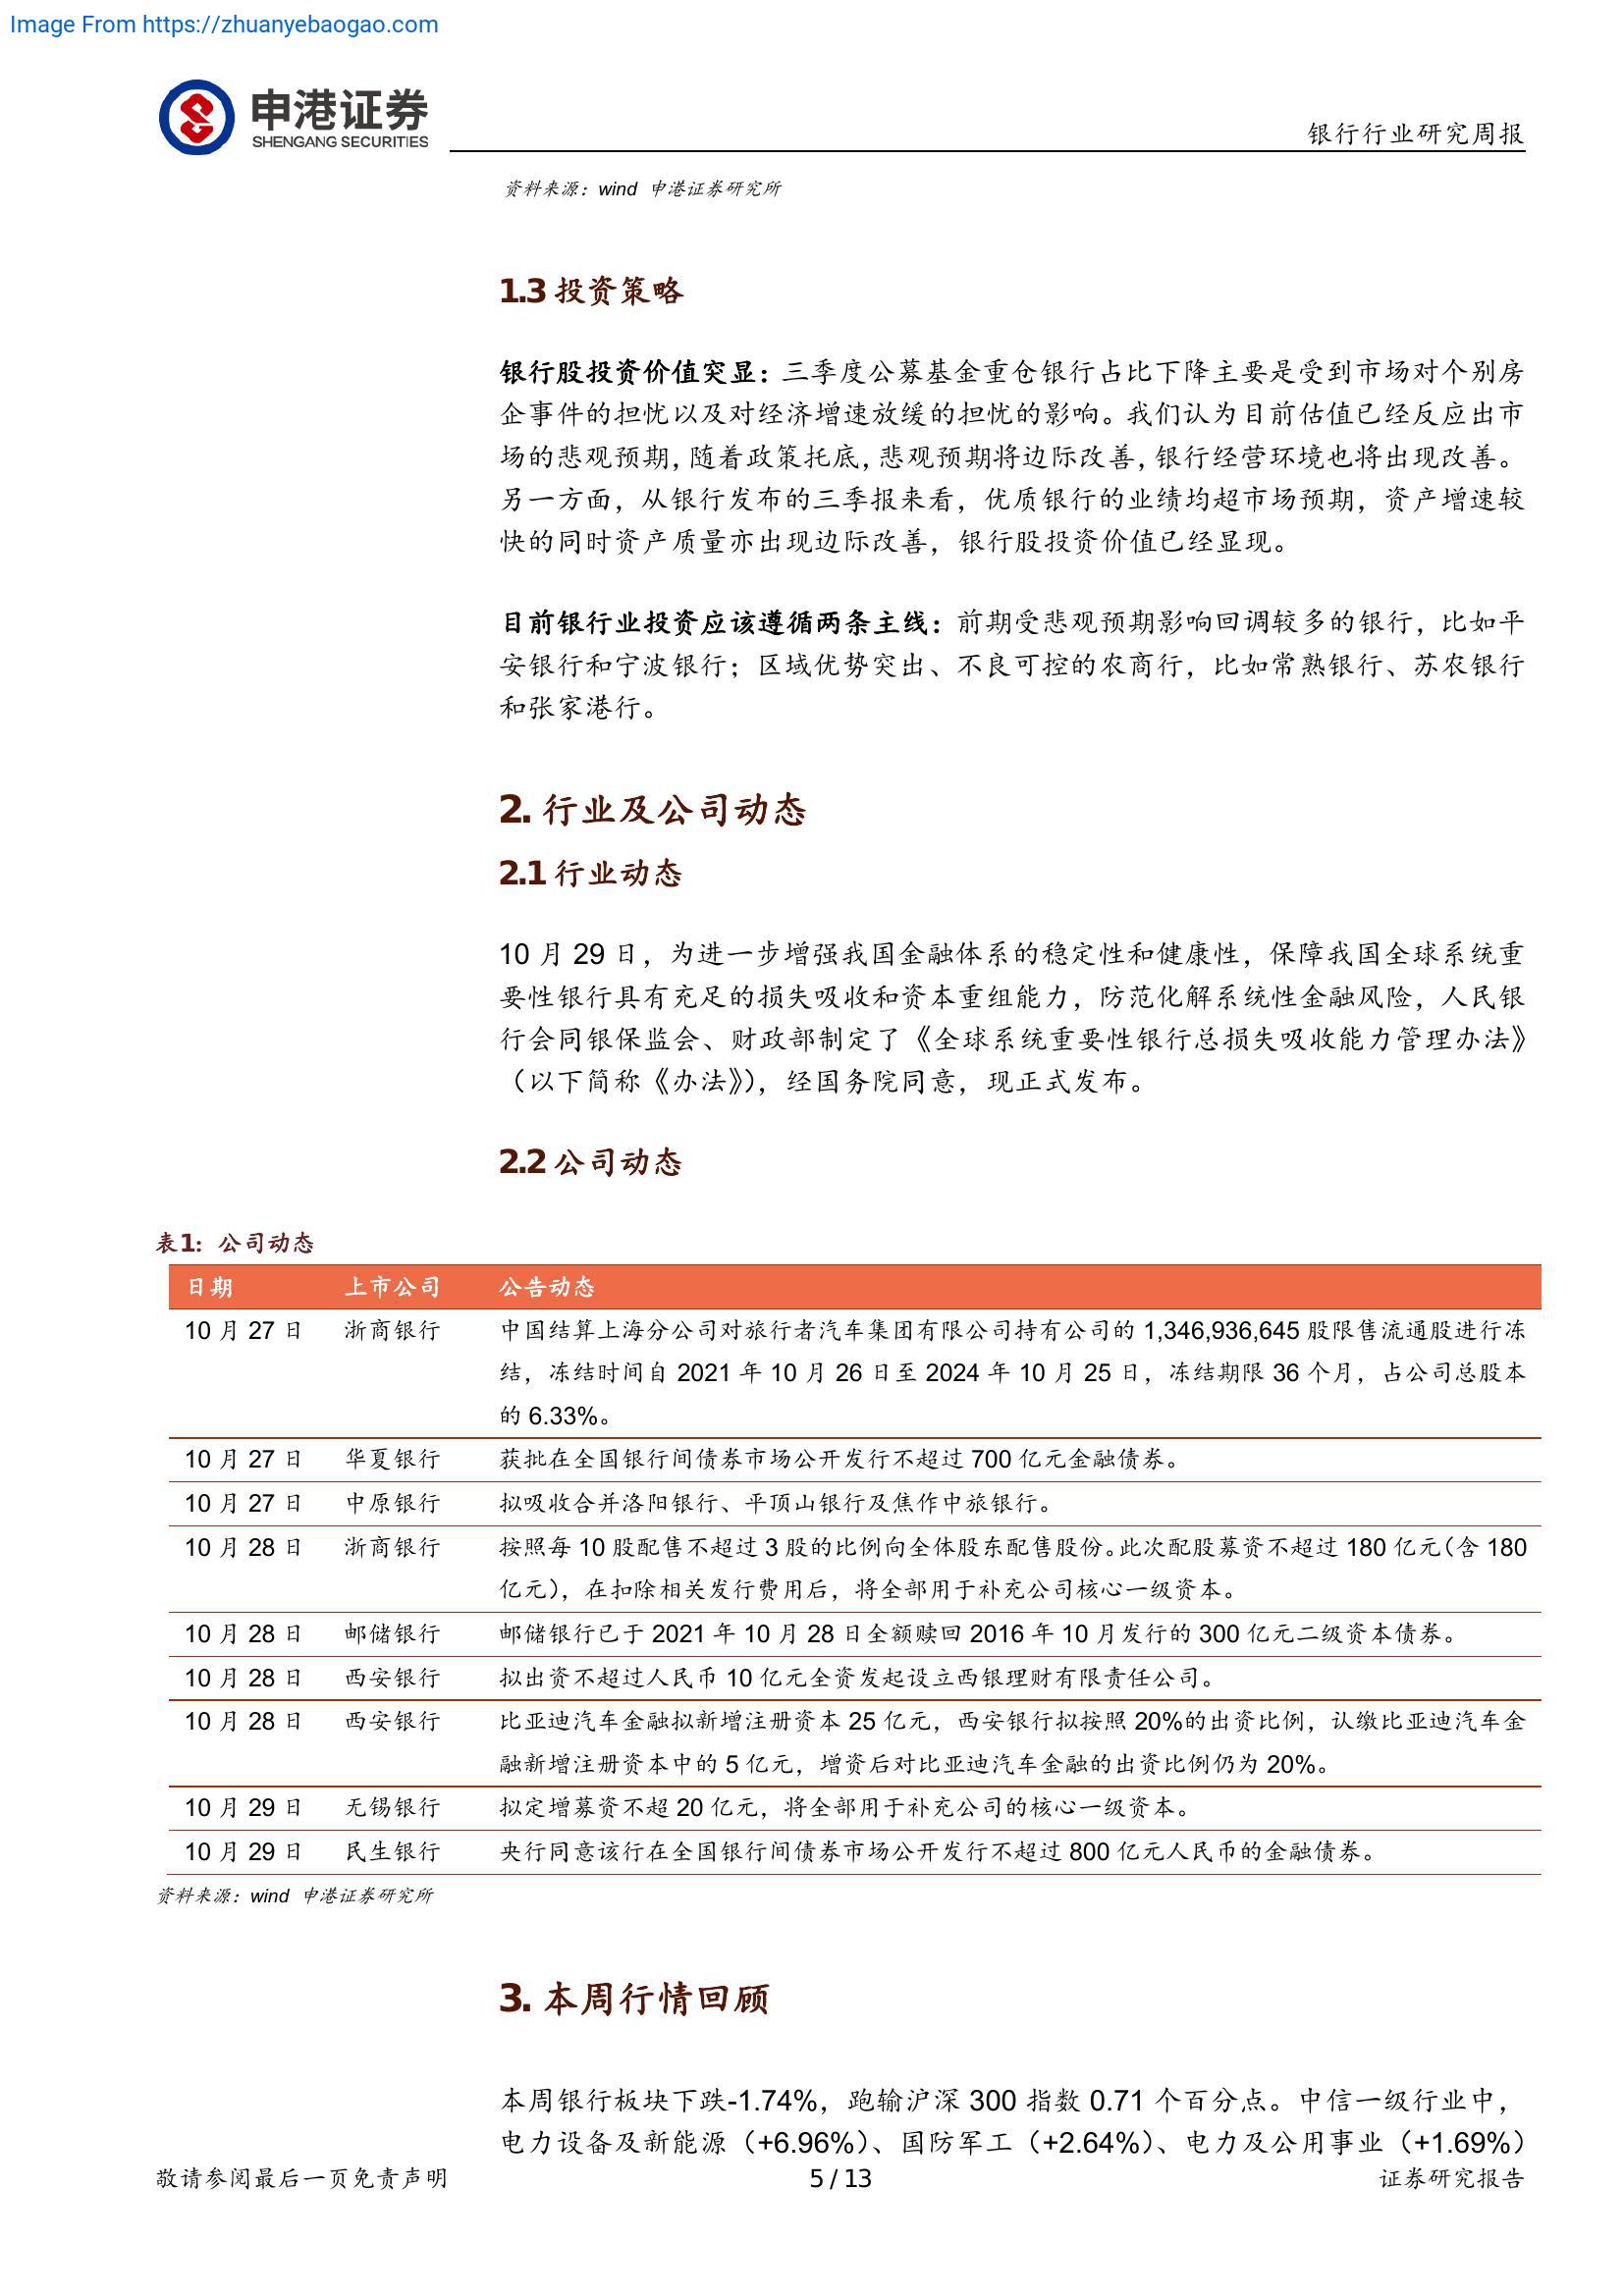 Image From https://zhuanyebaogao.com
申港证券
SHENGANG SECURITIES
银行行业研究周报
资料来源：wind 申港证券研究所
1.3 投资策略
银行股投资价值突显：三季度公募基金重仓银行占比下降主要是受到市场对个别房
企事件的担忧以及对经济增速放缓的担忧的影响。我们认为目前估值已经反应出市
场的悲观预期，随着政策托底，悲观预期将边际改善，银行经营环境也将出现改善。
另一方面，从银行发布的三季报来看，优质银行的业绩均超市场预期，资产增速较
快的同时资产质量亦出现边际改善，银行股投资价值已经显现。
目前银行业投资应该遵循两条主线：前期受悲观预期影响回调较多的银行，比如平
安银行和宁波银行；区域优势突出、不良可控的农商行，比如常熟银行、苏农银行
和张家港行。
2. 行业及公司动态
2.1 行业动态
10 月 29 日，为进一步增强我国金融体系的稳定性和健康性，保障我国全球系统重
要性银行具有充足的损失吸收和资本重组能力，防范化解系统性金融风险，人民银
行会同银保监会、财政部制定了《全球系统重要性银行总损失吸收能力管理办法》
（以下简称《办法》），经国务院同意，现正式发布。
2.2 公司动态
表1：公司动态
日期 上市公司 公告动态
10 月 27 日 浙商银行 中国结算上海分公司对旅行者汽车集团有限公司持有公司的 1,346,936,645 股限售流通股进行冻
结，冻结时间自 2021 年 10 月 26 日至 2024 年 10 月 25 日，冻结期限 36 个月，占公司总股本
的 6.33%。
10 月 27 日 华夏银行 获批在全国银行间债券市场公开发行不超过 700 亿元金融债券。
10 月 27 日 中原银行 拟吸收合并洛阳银行、平顶山银行及焦作中旅银行。
10 月 28 日 浙商银行 按照每 10 股配售不超过 3 股的比例向全体股东配售股份。此次配股募资不超过 180 亿元（含 180
亿元），在扣除相关发行费用后，将全部用于补充公司核心一级资本。
10 月 28 日 邮储银行 邮储银行已于 2021 年 10 月 28 日全额赎回 2016 年 10 月发行的 300 亿元二级资本债券。
10 月 28 日 西安银行 拟出资不超过人民币 10 亿元全资发起设立西银理财有限责任公司。
10 月 28 日 西安银行 比亚迪汽车金融拟新增注册资本 25 亿元，西安银行拟按照 20%的出资比例，认缴比亚迪汽车金
融新增注册资本中的 5 亿元，增资后对比亚迪汽车金融的出资比例仍为 20%。
10 月 29 日 无锡银行 拟定增募资不超 20 亿元，将全部用于补充公司的核心一级资本。
10 月 29 日 民生银行 央行同意该行在全国银行间债券市场公开发行不超过 800 亿元人民币的金融债券。
资料来源：wind 申港证券研究所
3. 本周行情回顾
本周银行板块下跌-1.74%，跑输沪深 300 指数 0.71 个百分点。中信一级行业中，
电力设备及新能源（+6.96%）、国防军工（+2.64%）、电力及公用事业（+1.69%）
敬请参阅最后一页免责声明 5 / 13 证券研究报告